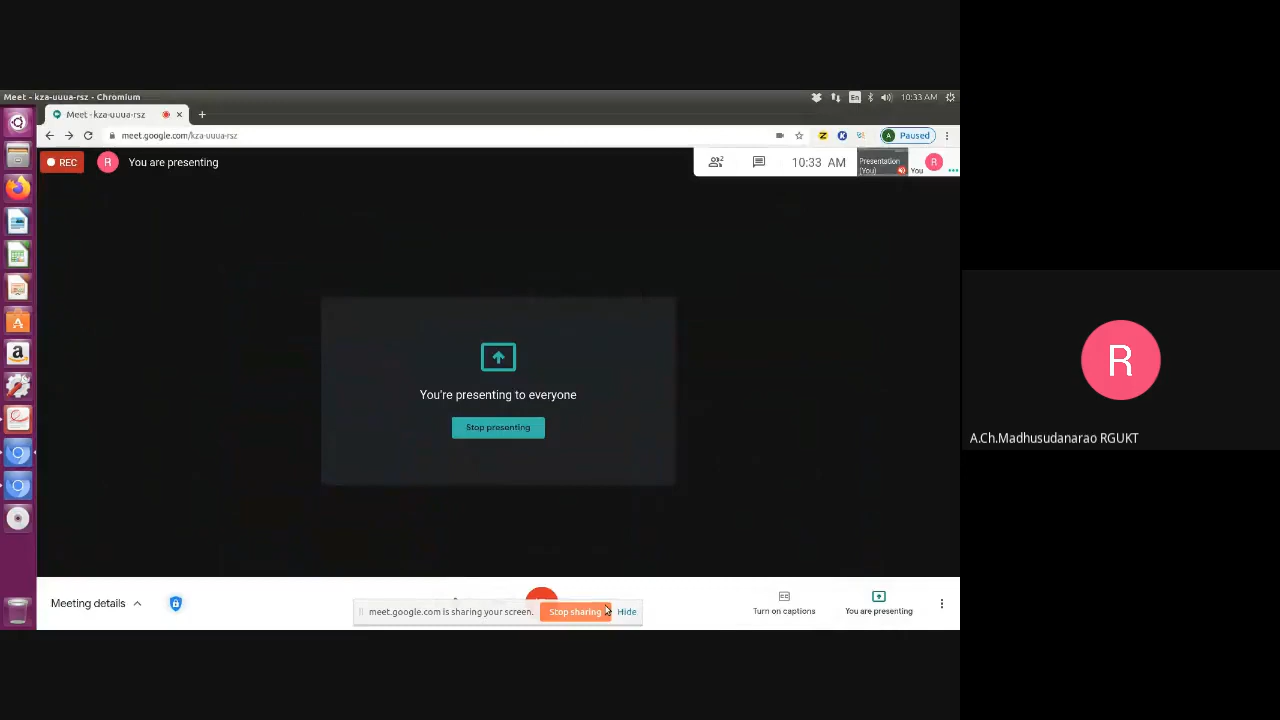 Meet - kza-uuua-rsz - Chromium
En
10:33 AM
Meet - kza-uuua-rsz
meet.google.com/kza-uuua-rsz
A Paused
REC
R
You are presenting
2
10:33 AM
Presentation
(You)
You
R
You're presenting to everyone
Stop presenting
R
A.Ch.Madhusudanarao RGUKT
Meeting details
meet.google.com is sharing your screen.
Stop sharing
Hide
Turn on captions
You are presenting